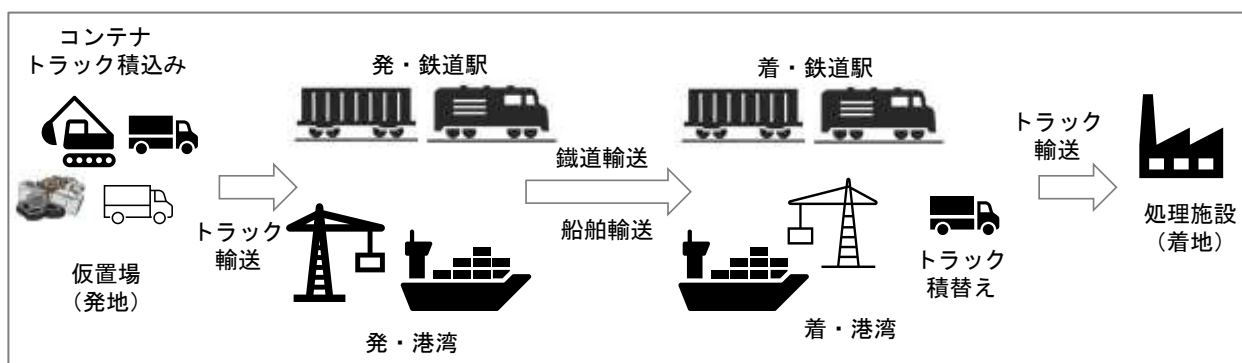 コンテナ
トラック積込み
仮置場
（発地）
トラック
輸送
発・鉄道駅
発・港湾
鐵道輸送
船舶輸送
着・鉄道駅
着・港湾
トラック
積替え
トラック
輸送
処理施設
（着地）